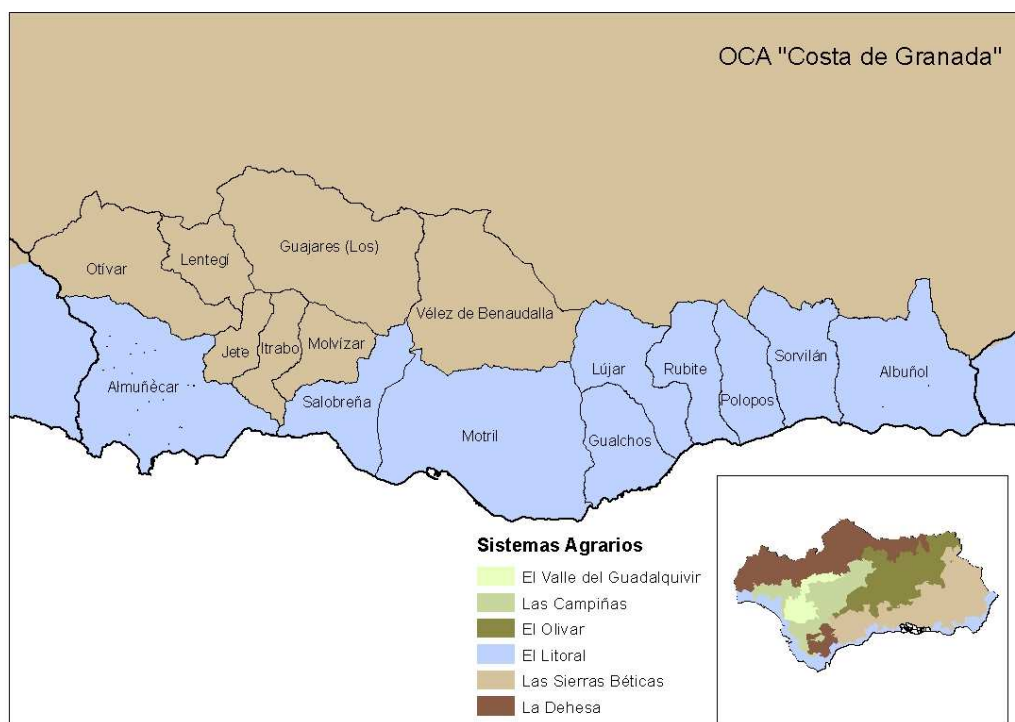 OCA "Costa de Granada"
Otívar
Lentegí
Guajares (Los)
Vélez de Benaudalla
Jete
Itrabo
Molvízar
Almuñècar
Salobreña
Motril
Lújar
Gualchos
Rubite
Polopos
Sorvilán
Albuñol
Sistemas Agrarios
El Valle del Guadalquivir
Las Campiñas
El Olivar
El Litoral
Las Sierras Béticas
La Dehesa